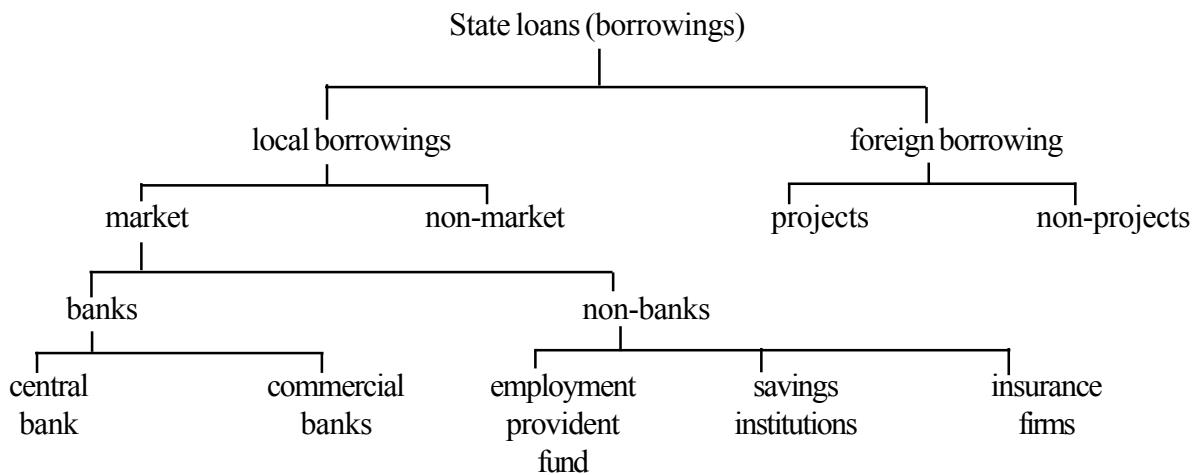 State loans (borrowings)
local borrowings
foreign borrowing
market
non-market
projects
non-projects
banks
non-banks
central
bank
commercial
banks
employment
provident
fund
savings
institutions
insurance
firms